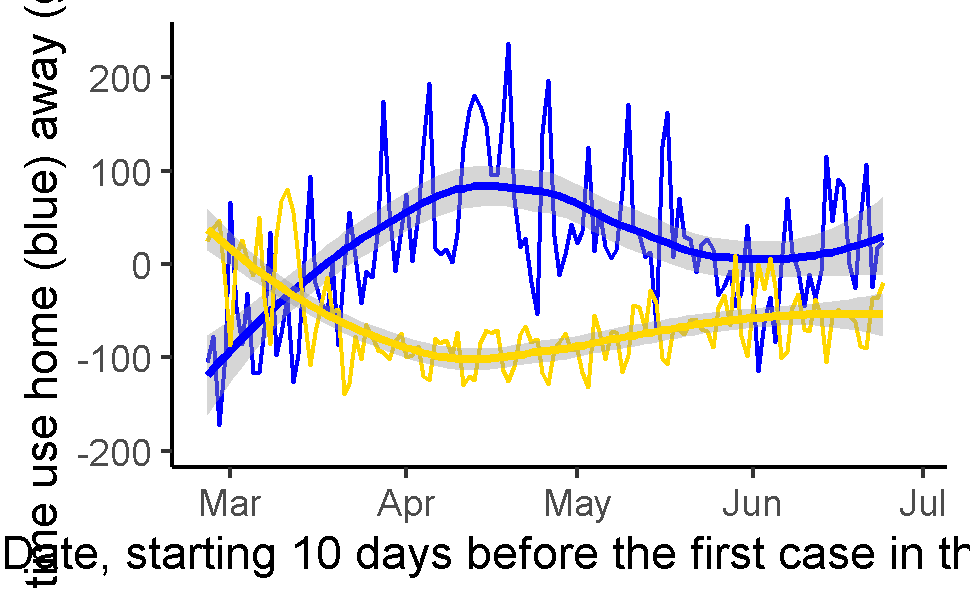 time use home (blue) away (
200
100
0
-100
-200
Mar Apr May Jun Jul
Date, starting 10 days before the first case in th